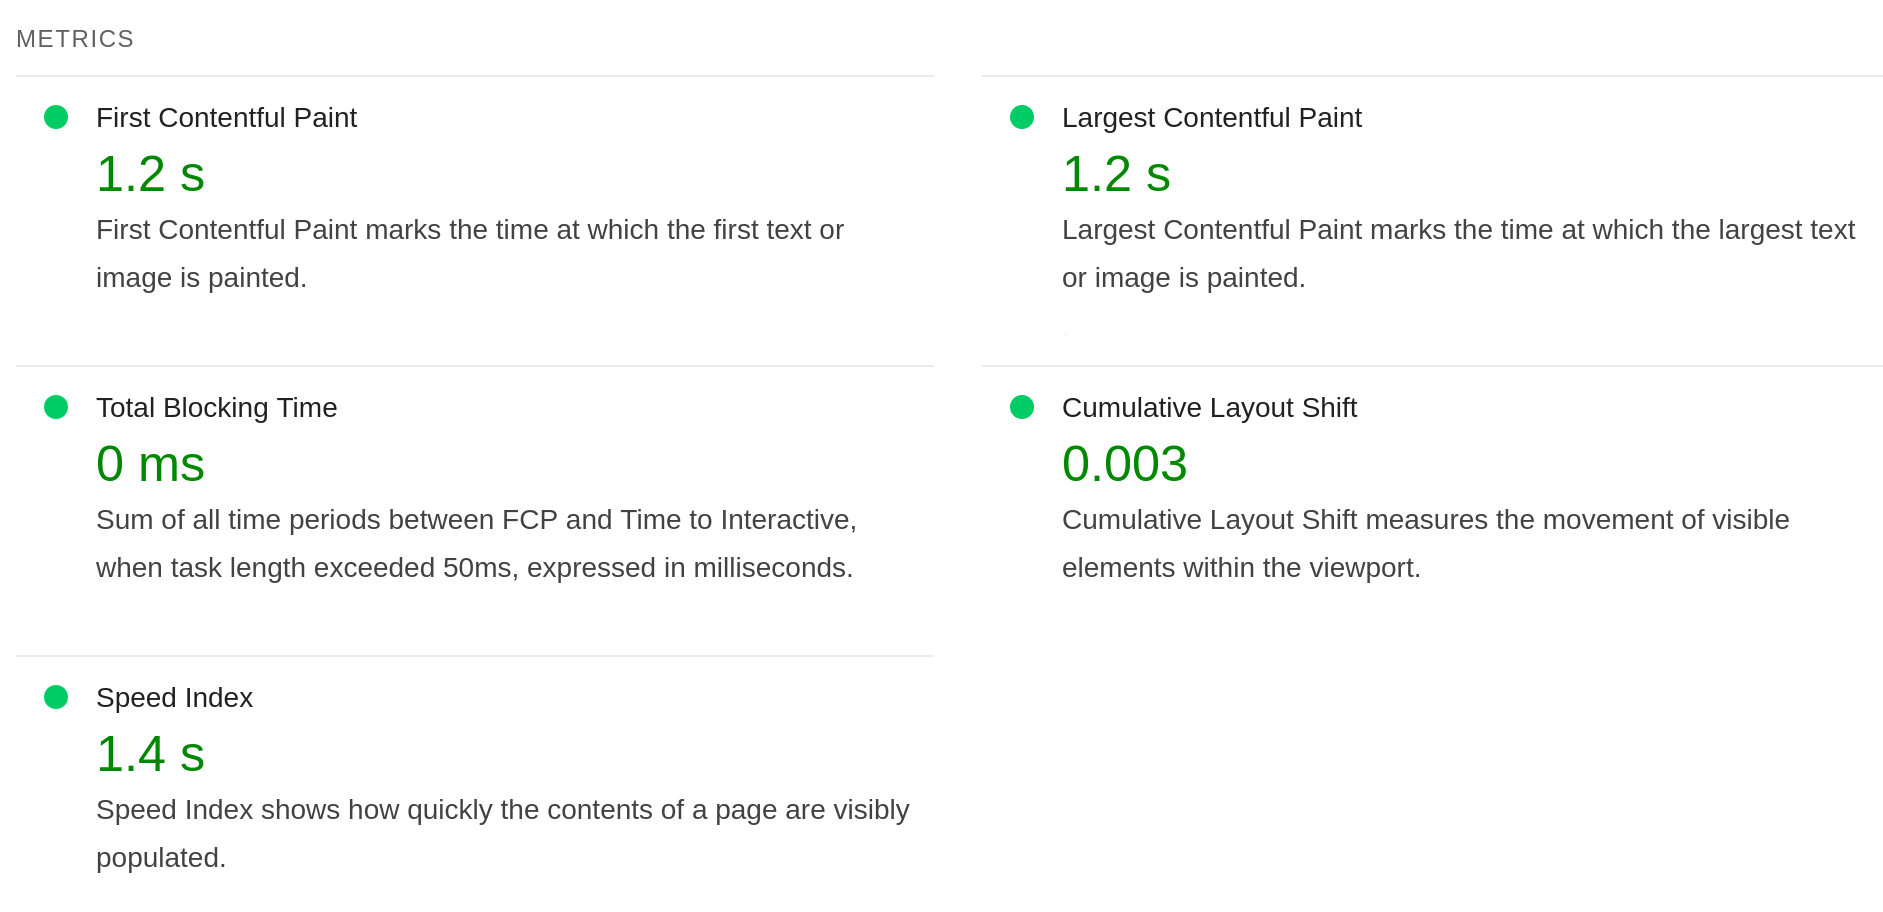 METRICS
First Contentful Paint
1.2 s
First Contentful Paint marks the time at which the first text or
image is painted.
Largest Contentful Paint
1.2 s
Largest Contentful Paint marks the time at which the largest text
or image is painted.
Total Blocking Time
0 ms
Sum of all time periods between FCP and Time to Interactive,
when task length exceeded 50ms, expressed in milliseconds.
Cumulative Layout Shift
0.003
Cumulative Layout Shift measures the movement of visible
elements within the viewport.
Speed Index
1.4 s
Speed Index shows how quickly the contents of a page are visibly
populated.